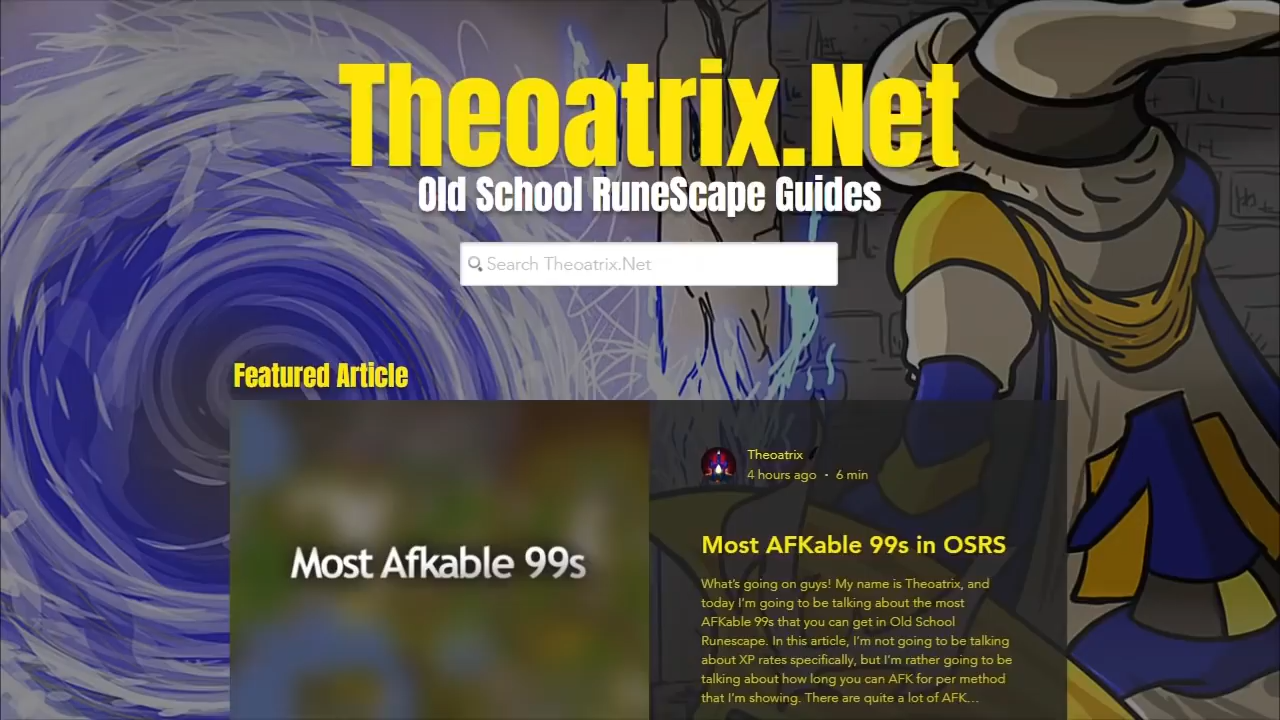 Theoatrix.Net
Old School RuneScape Guides
Search Theoatrix.Net
Featured Article
Most Afkable 99s
Theoatrix
4 hours ago · 6 min
Most AFKable 99s in OSRS
What's going on guys! My name is Theoatrix, and
today I'm going to be talking about the most
AFKable 99s that you can get in Old School
Runescape. In this article, I'm not going to be talking
about XP rates specifically, but I'm rather going to be
talking about how long you can AFK for per method
that I'm showing. There are quite a lot of AFK...